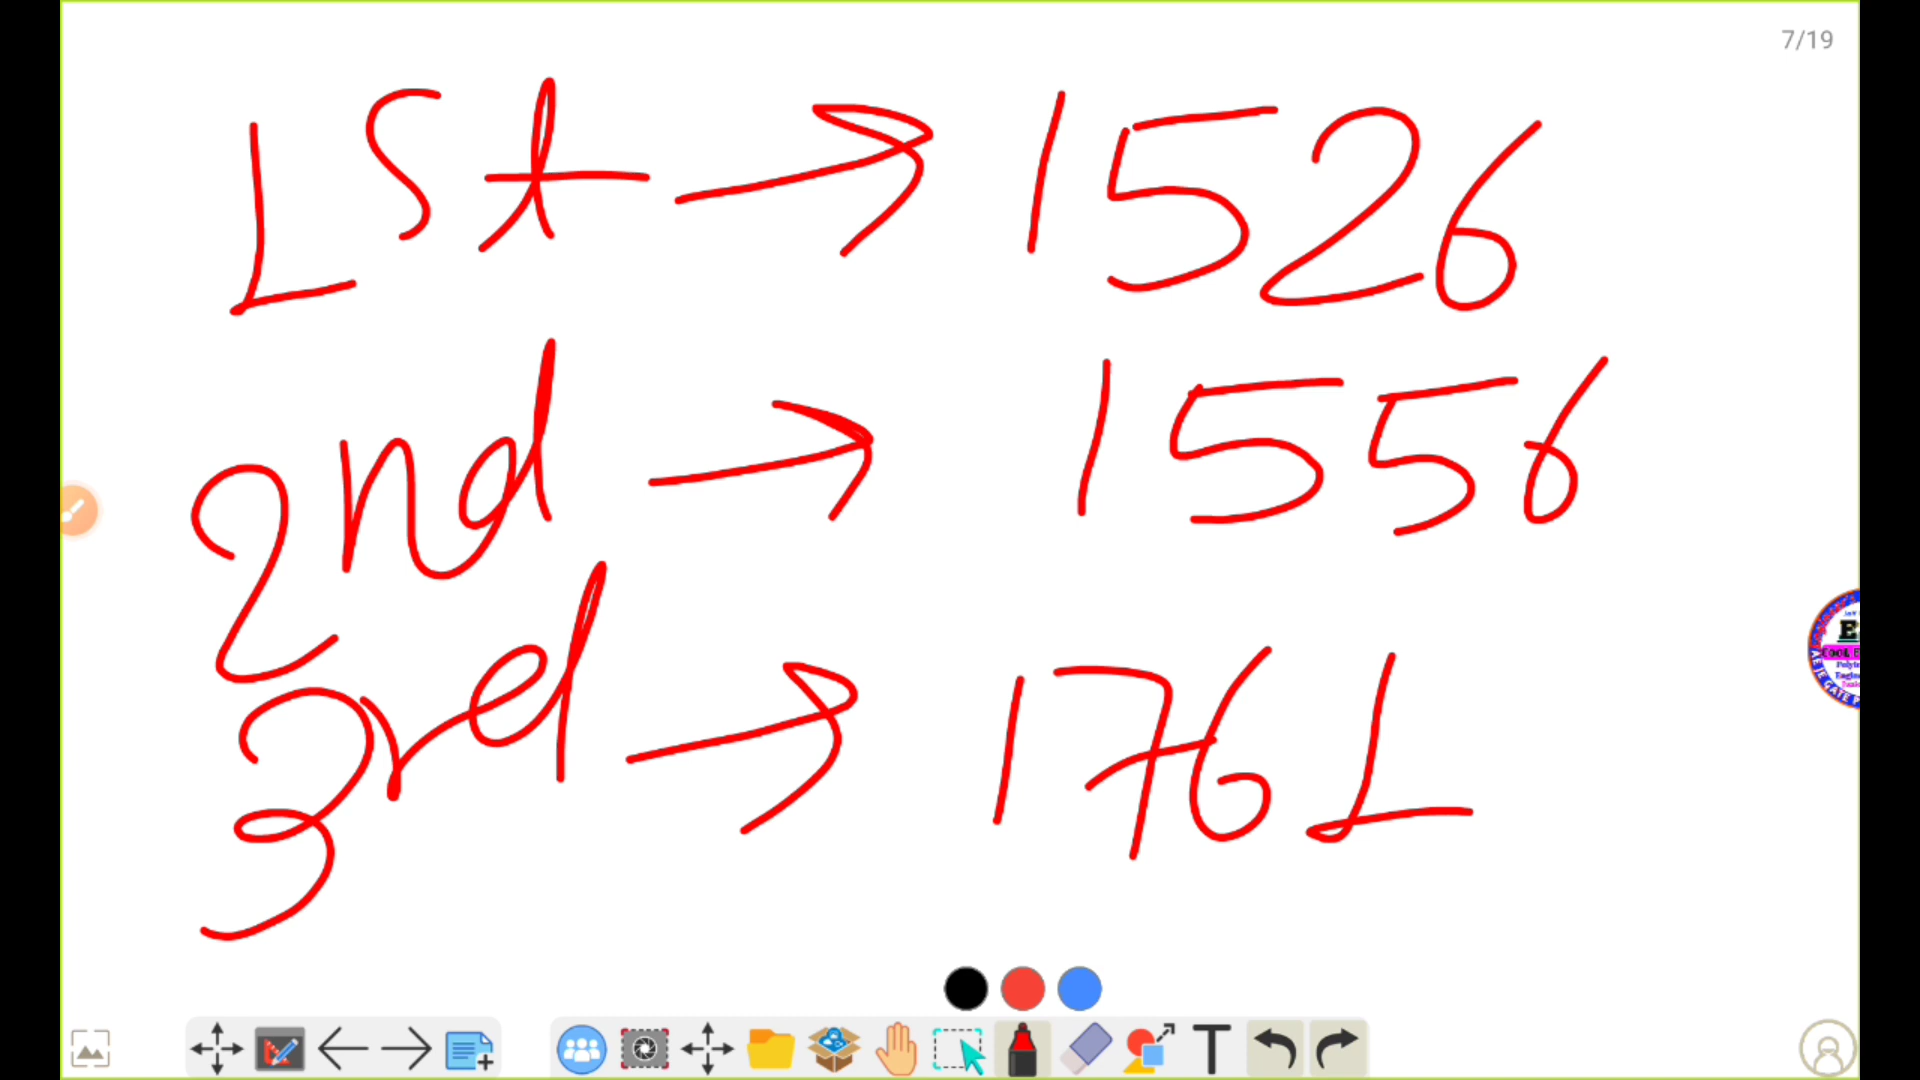 7/19
1st → 1526
2nd → 1556
3rd → 1761
T